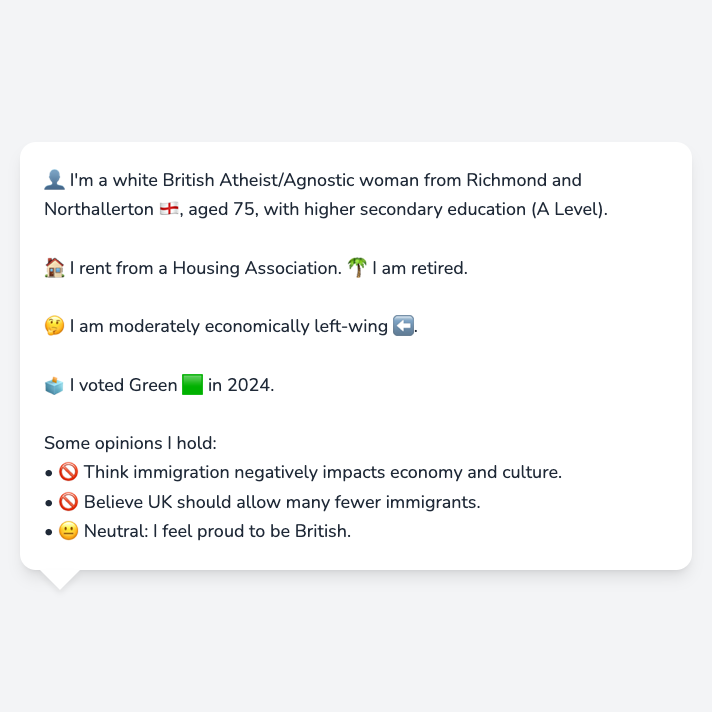 👤 I'm a white British Atheist/Agnostic woman from Richmond and
Northallerton 🏴󠁧󠁢󠁥󠁮󠁧󠁿, aged 75, with higher secondary education (A Level).
🏠 I rent from a Housing Association. 🌴 I am retired.
🤔 I am moderately economically left-wing ⬅️.
🗳️ I voted Green 🟩 in 2024.
Some opinions I hold:
• 🚫 Think immigration negatively impacts economy and culture.
• 🚫 Believe UK should allow many fewer immigrants.
• 😐 Neutral: I feel proud to be British.